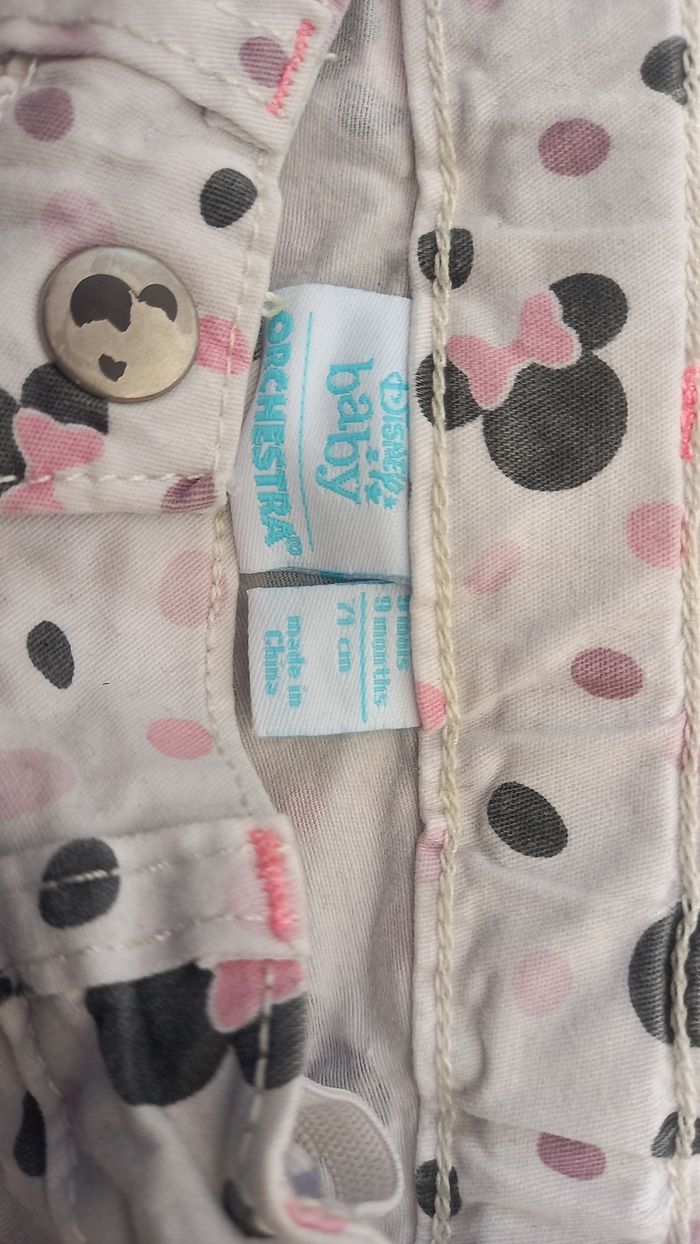 Disney
baby
ORCHESTRA
9 mois
9 months
71 cm
made in
China